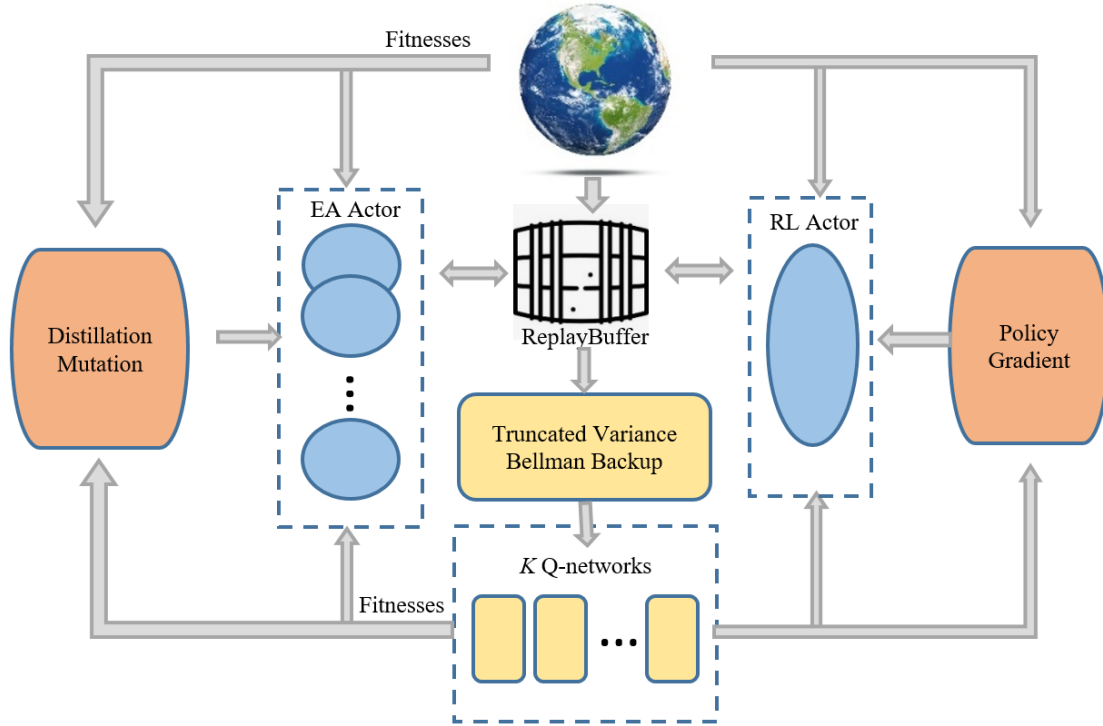 Fitnesses
EA Actor
RL Actor
ReplayBuffer
Distillation
Mutation
Policy
Gradient
Truncated Variance
Bellman Backup
K Q-networks
Fitnesses